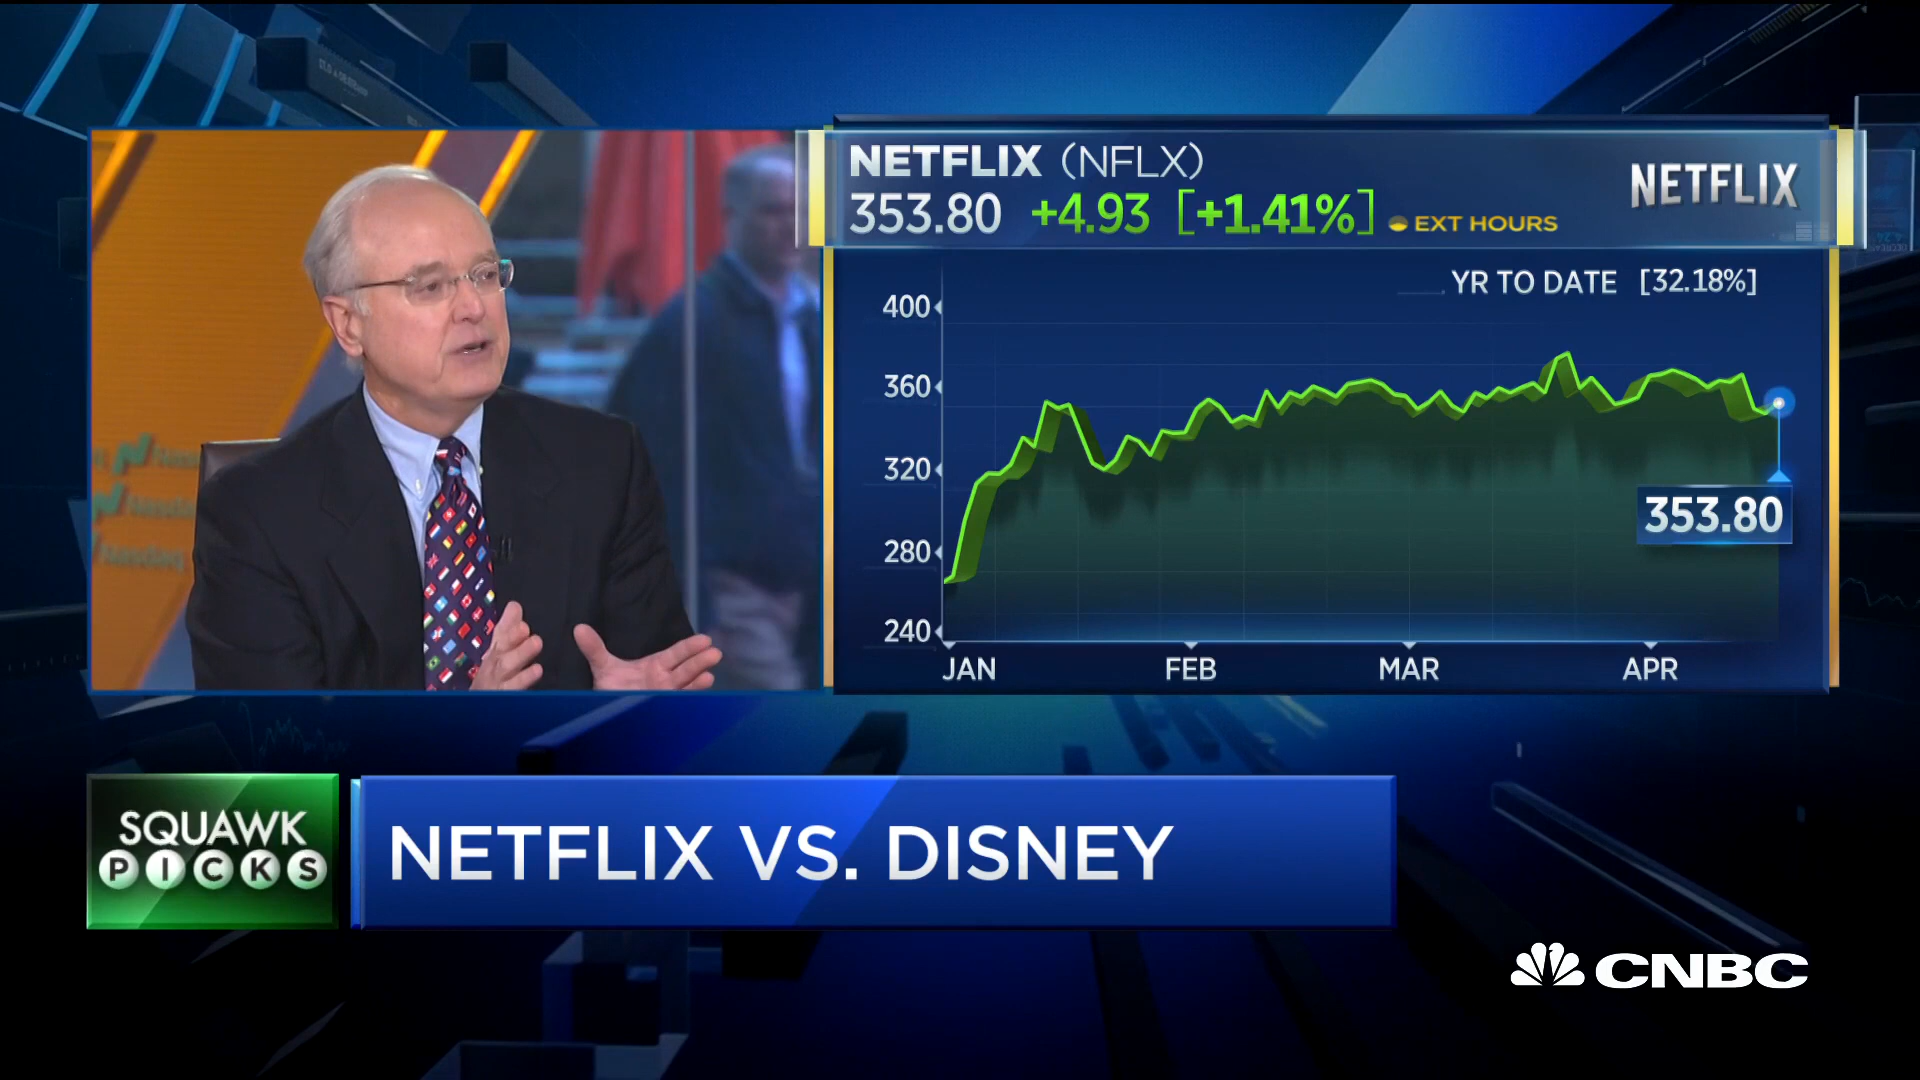 NETFLIX (NFLX)
353.80 +4.93 [+1.41%] EXT HOURS
NETFLIX
YR TO DATE [32.18%]
400
360
320
280
240
353.80
JAN FEB MAR APR
SQUAWK
PICKS
NETFLIX VS. DISNEY
CNBC